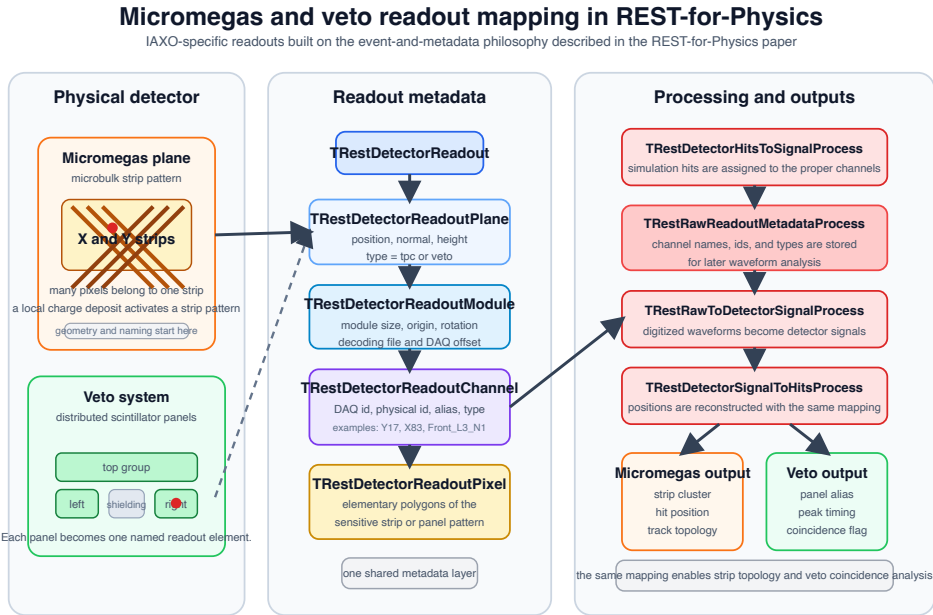 Micromegas and veto readout mapping in REST-for-Physics
IAXO-specific readouts built on the event-and-metadata philosophy described in the REST-for-Physics paper
Physical detector
Micromegas plane
microbulk strip pattern
X and Y strips
many pixels belong to one strip
a local charge deposit activates a strip pattern
geometry and naming start here
Veto system
distributed scintillator panels
top group
left
shielding
right
Each panel becomes one named readout element.
Readout metadata
TRestDetectorReadout
TRestDetectorReadoutPlane
position, normal, height
type = tpc or veto
TRestDetectorReadoutModule
module size, origin, rotation
decoding file and DAQ offset
TRestDetectorReadoutChannel
DAQ id, physical id, alias, type
examples: Y17, X83, Front_L3_N1
TRestDetectorReadoutPixel
elementary polygons of the
sensitive strip or panel pattern
one shared metadata layer
Processing and outputs
TRestDetectorHitsToSignalProcess
simulation hits are assigned to the proper channels
TRestRawReadoutMetadataProcess
channel names, ids, and types are stored
for later waveform analysis
TRestRawToDetectorSignalProcess
digitized waveforms become detector signals
TRestDetectorSignalToHitsProcess
positions are reconstructed with the same mapping
Micromegas output
strip cluster
hit position
track topology
Veto output
panel alias
peak timing
coincidence flag
the same mapping enables strip topology and veto coincidence analysis